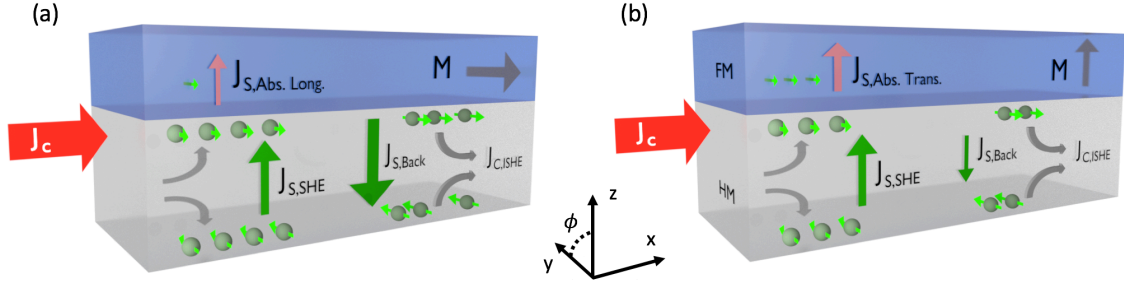 (a)
J_S,Abs. Long.
M
J_c
J_S,SHE
J_S,Back
J_C,ISHE
ϕ
z
y
x
(b)
FM
J_S,Abs. Trans.
M
J_c
HM
J_S,SHE
J_S,Back
J_C,ISHE